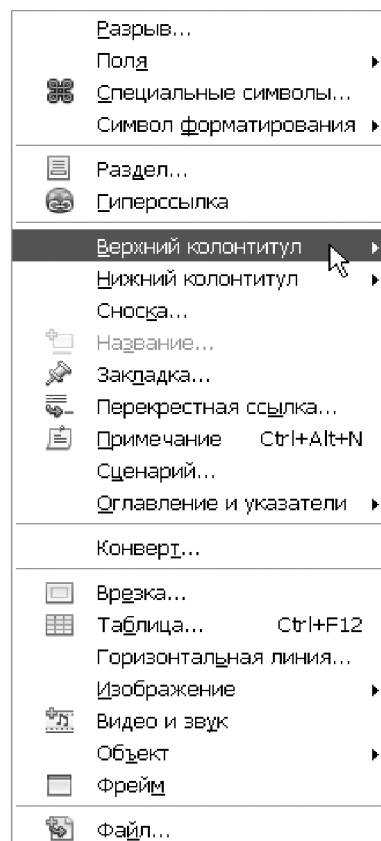 Разрыв...
Поля
Специальные символы...
Символ форматирования
Раздел...
Гиперссылка
Верхний колонтитул
Нижний колонтитул
Сноска...
Название...
Закладка...
Перекрестная ссылка...
Примечание Ctrl+Alt+N
Сценарий...
Оглавление и указатели
Конверт...
Врезка...
Таблица... Ctrl+F12
Горизонтальная линия...
Изображение
Видео и звук
Объект
Фрейм
Файл...